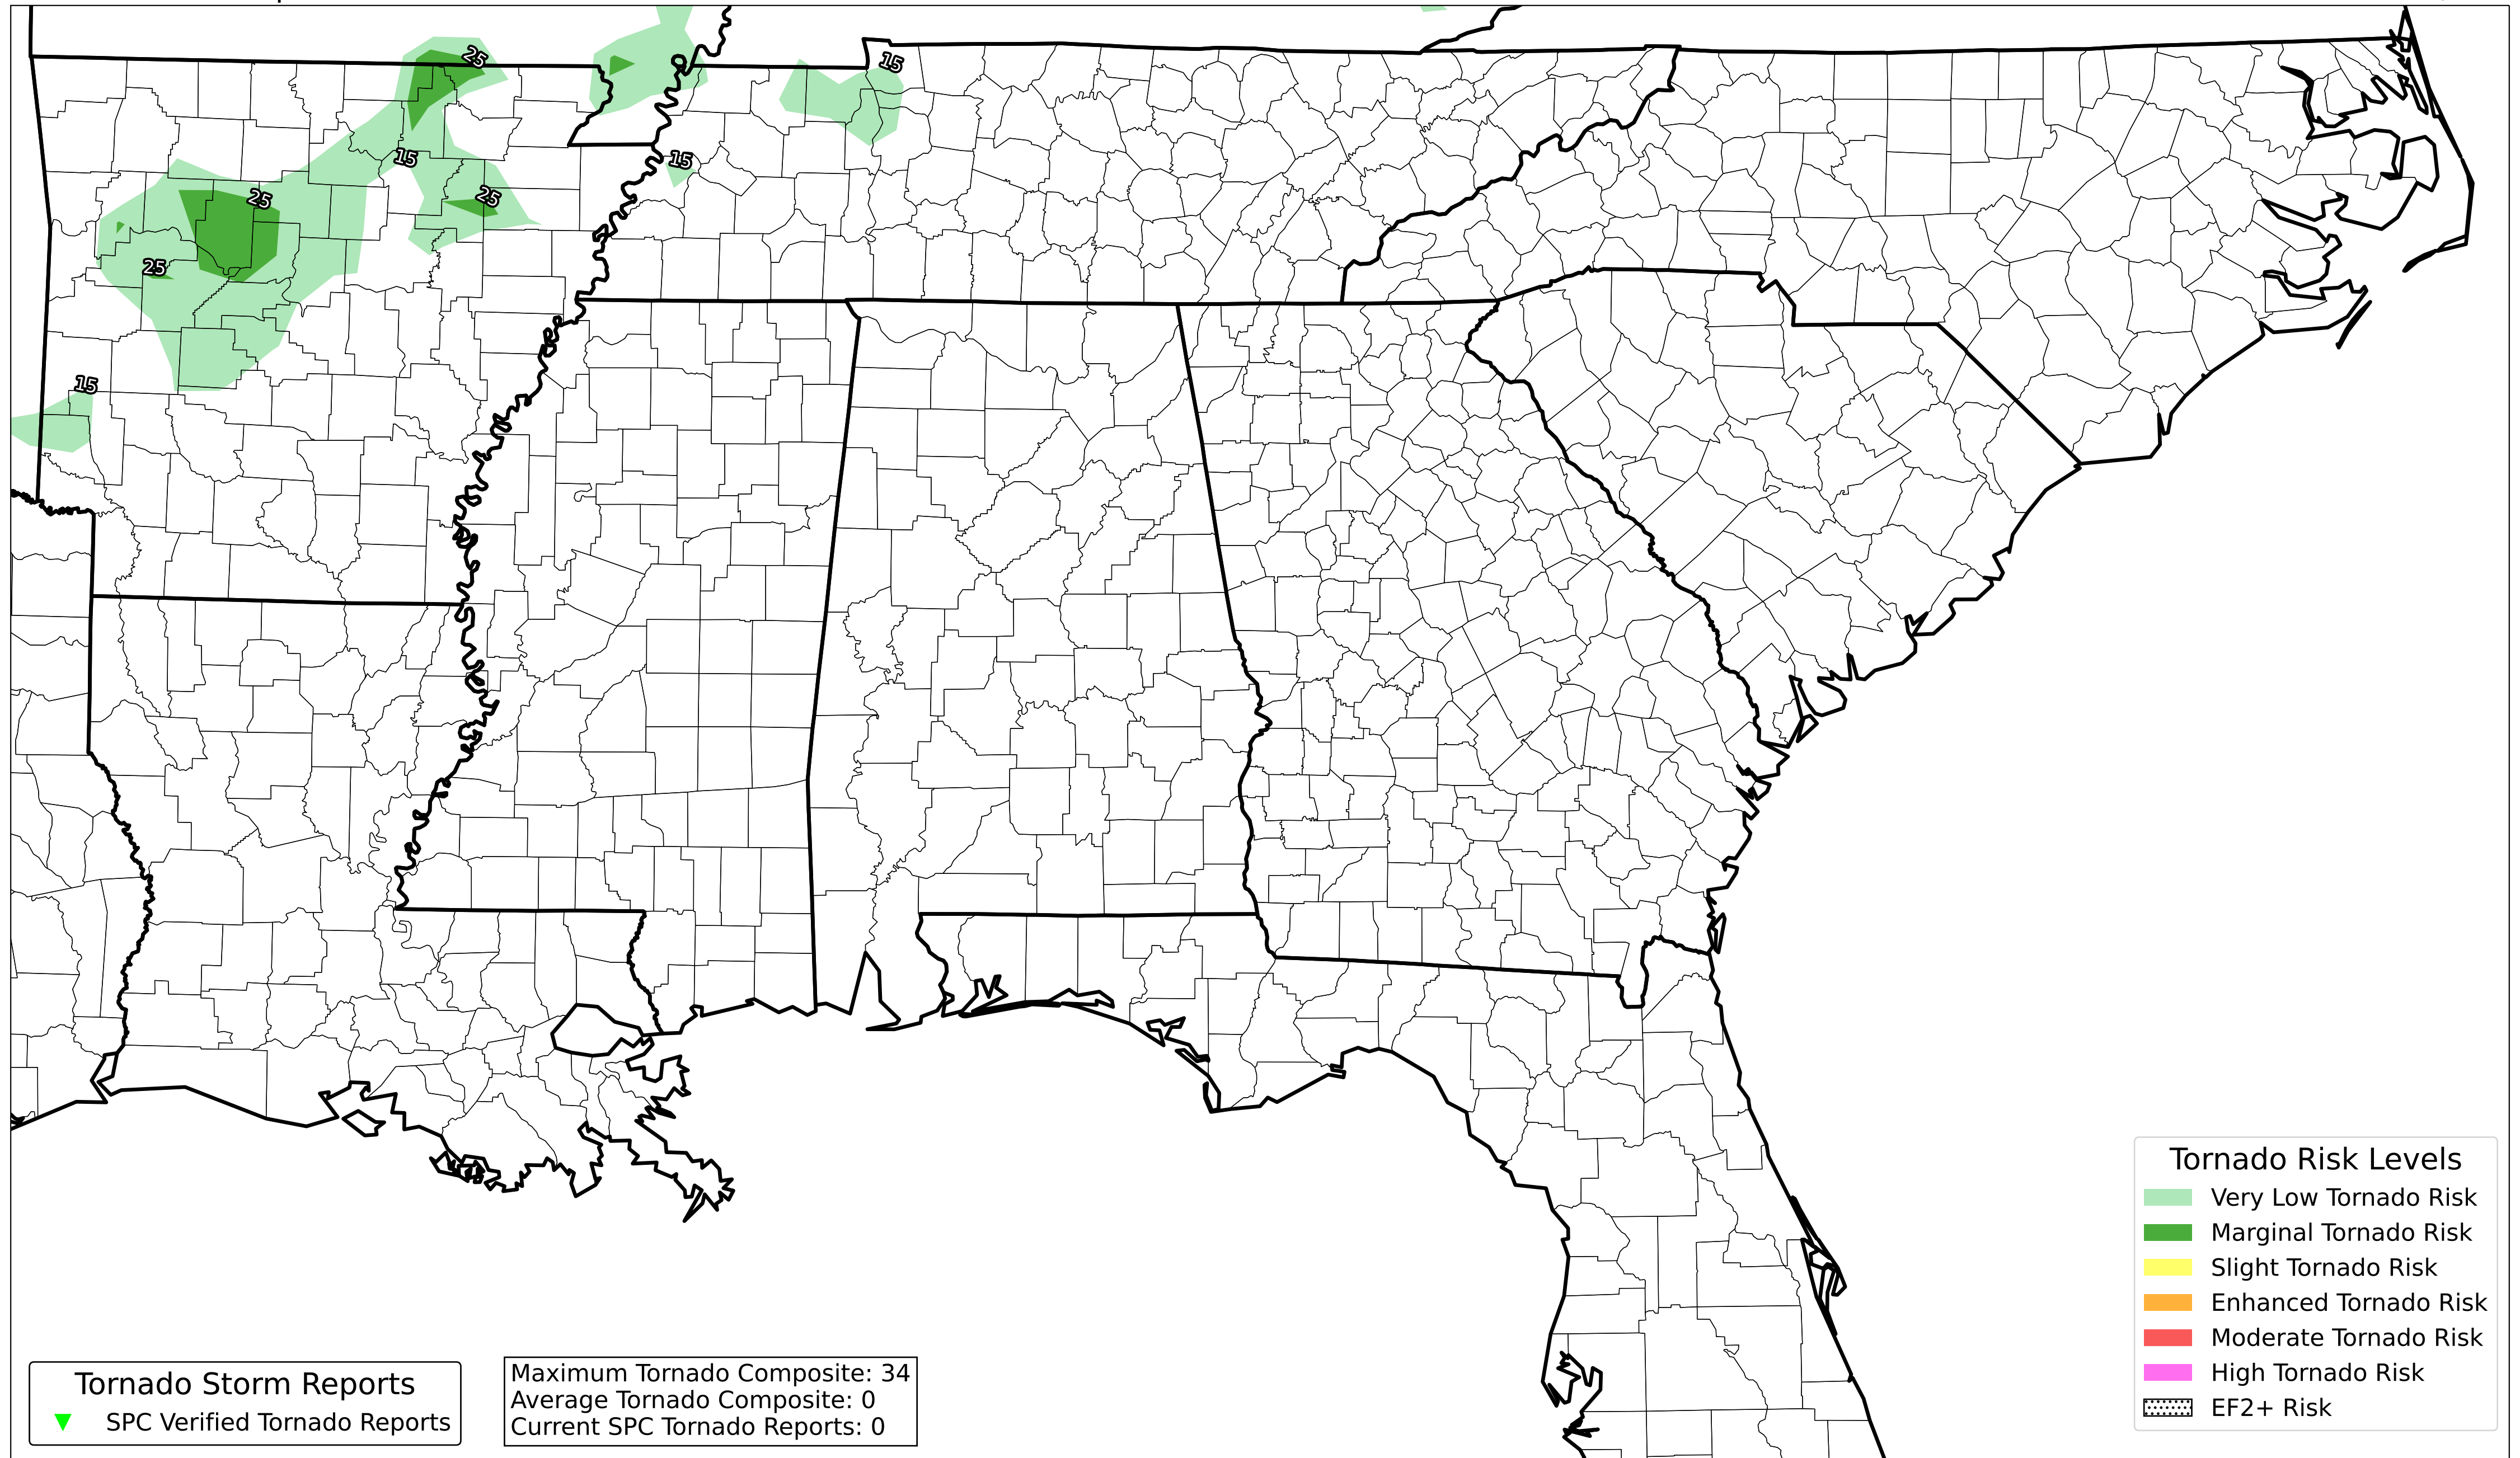 25
15
15
15
25
25
25
15
Tornado Risk Levels
Very Low Tornado Risk
Marginal Tornado Risk
Slight Tornado Risk
Enhanced Tornado Risk
Moderate Tornado Risk
High Tornado Risk
EF2+ Risk
Tornado Storm Reports
SPC Verified Tornado Reports
Maximum Tornado Composite: 34
Average Tornado Composite: 0
Current SPC Tornado Reports: 0